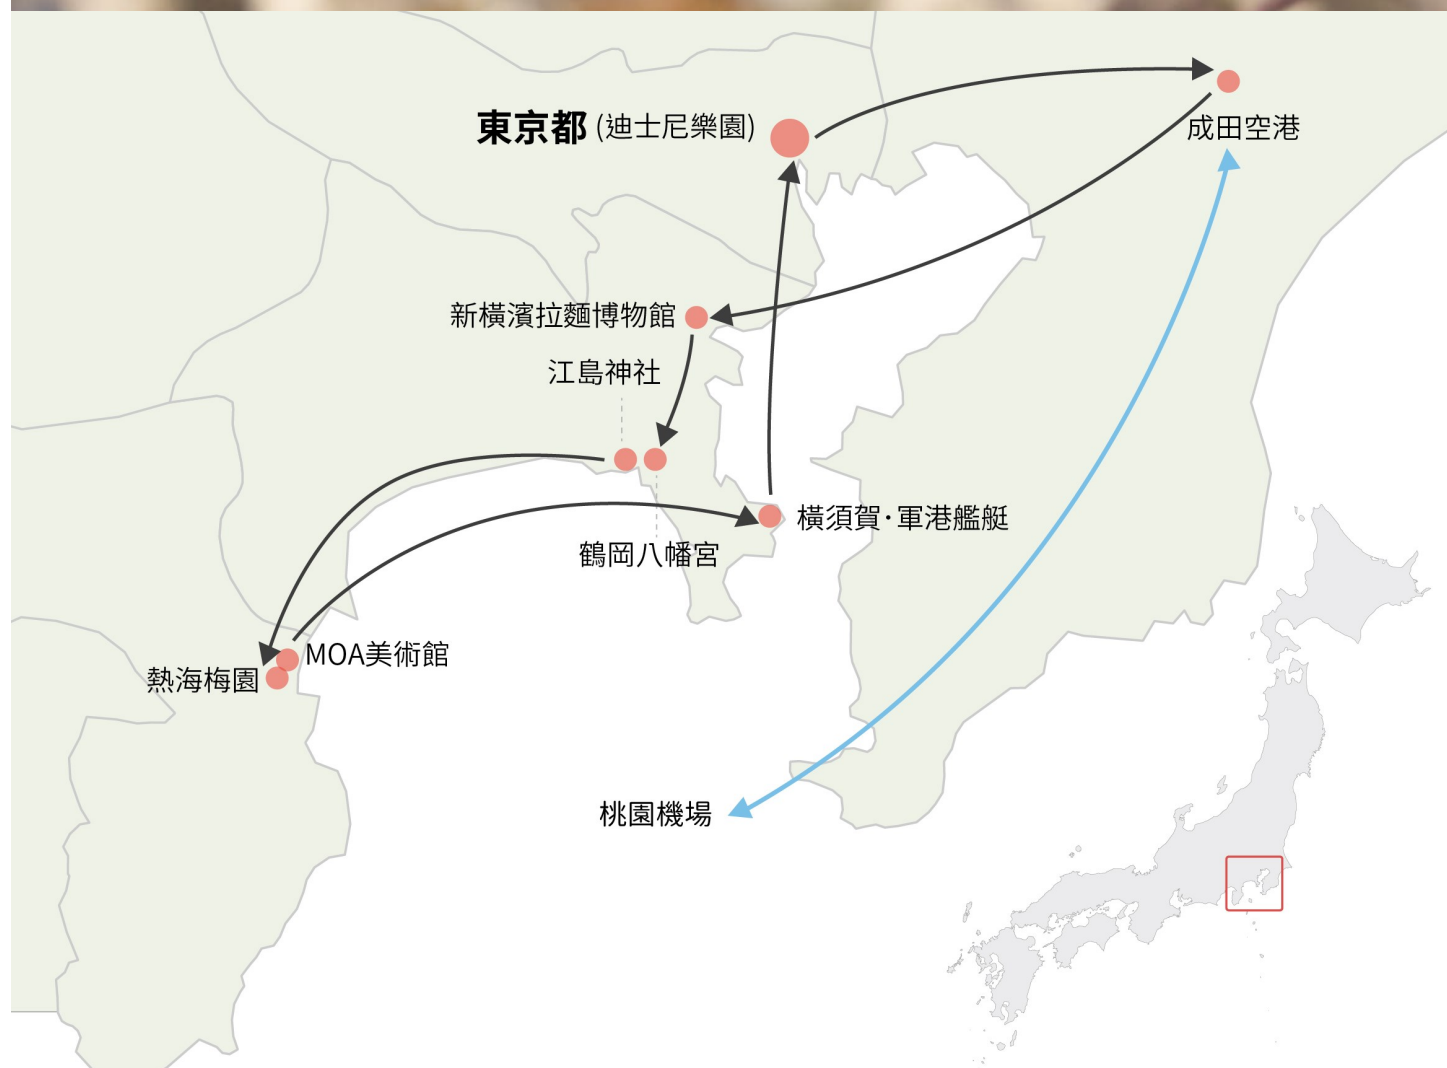 東京都 (迪士尼樂園)
成田空港
新橫濱拉麵博物館
江島神社
橫須賀·軍港艦艇
鶴岡八幡宮
MOA美術館
熱海梅園
桃園機場